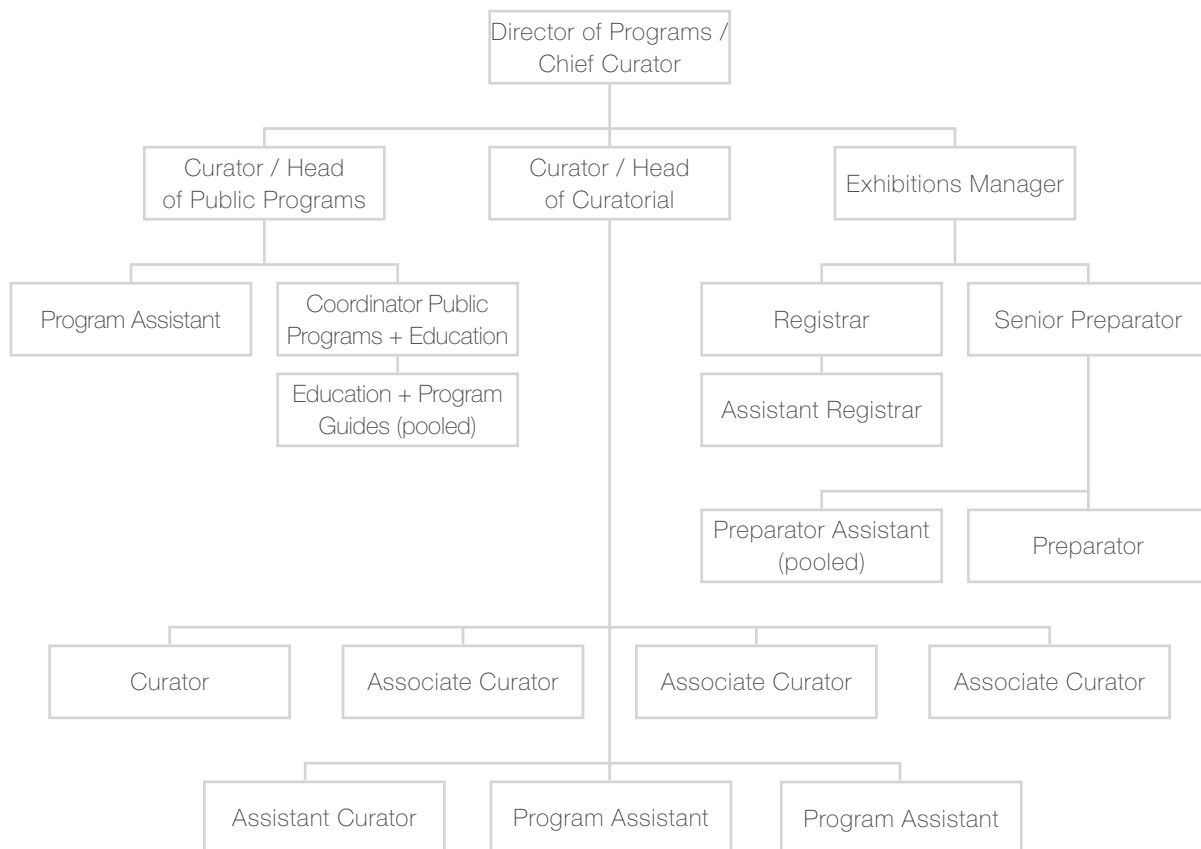 Director of Programs /
Chief Curator
Curator / Head
of Public Programs
Curator / Head
of Curatorial
Exhibitions Manager
Program Assistant
Coordinator Public
Programs + Education
Registrar
Senior Preparator
Education + Program
Guides (pooled)
Assistant Registrar
Preparator Assistant
(pooled)
Preparator
Curator
Associate Curator
Associate Curator
Associate Curator
Assistant Curator
Program Assistant
Program Assistant